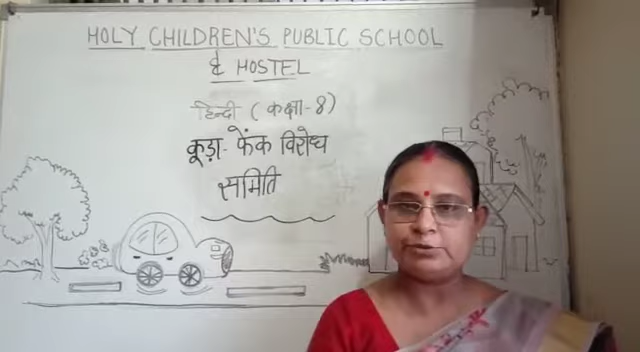 HOLY CHILDREN'S PUBLIC SCHOOL
& HOSTEL
हिन्दी (कक्षा-8)
कूड़ा-फेंक विरोध
समिति